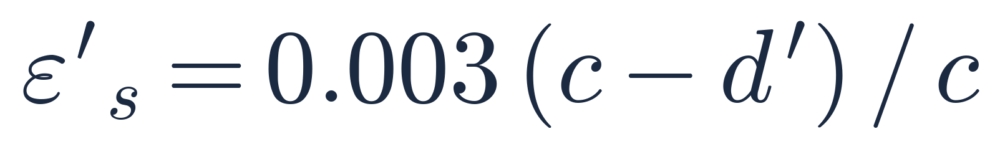 ε′ₛ = 0.003 (c − d′) / c